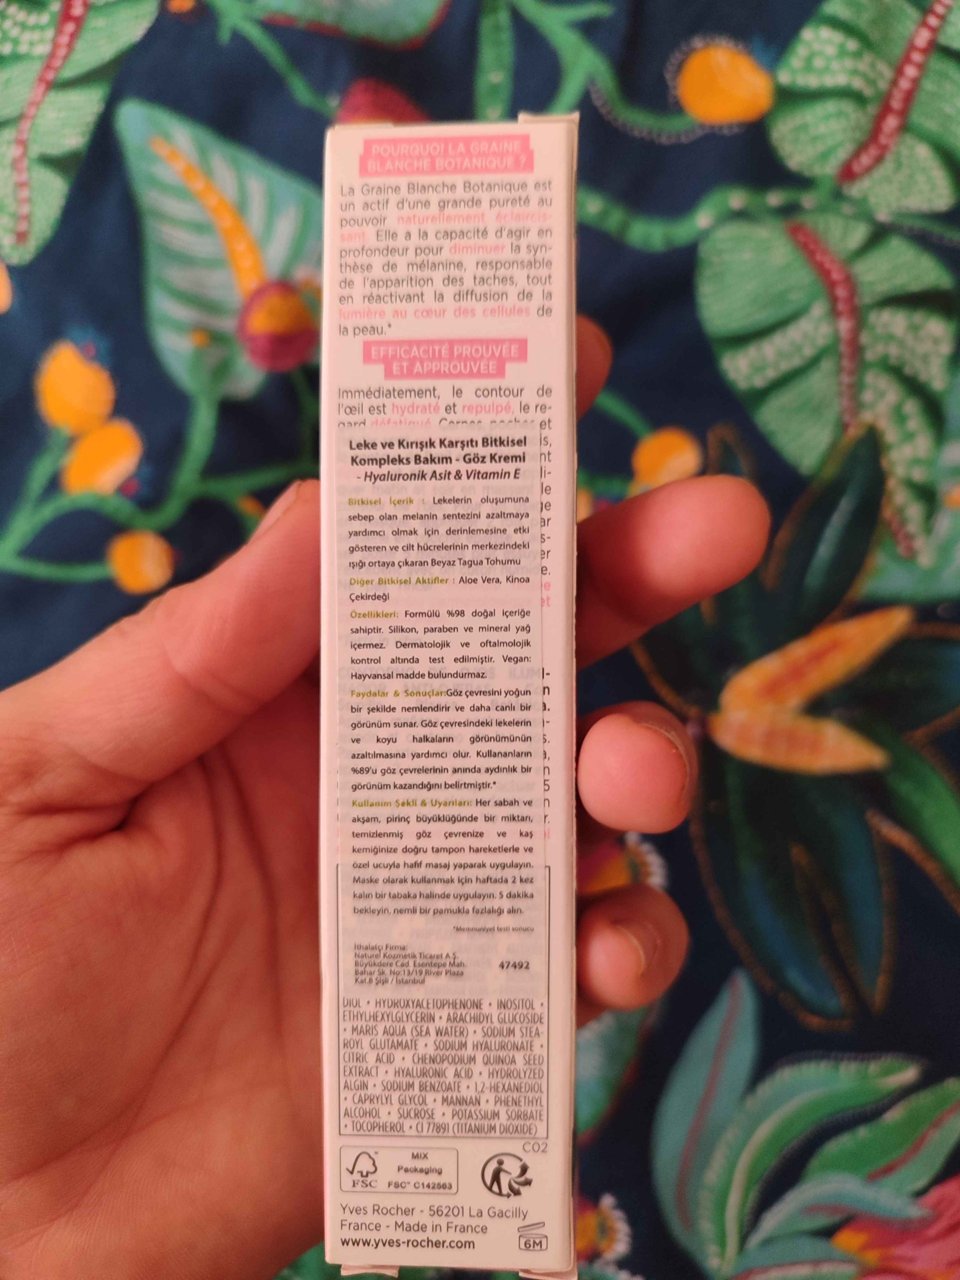 POURQUOI LA GRAINE
BLANCHE BOTANIQUE ?
La Graine Blanche Botanique est
un actif d'une grande pureté au
pouvoir naturellement éclaircis-
sant. Elle a la capacité d'agir en
profondeur pour diminuer la syn-
thèse de mélanine, responsable
de l'apparition des taches, tout
en réactivant la diffusion de la
lumière au cœur des cellules de
la peau.*
EFFICACITÉ PROUVÉE
ET APPROUVÉE
Immédiatement, le contour de
l'œil est hydraté et repulpé, le re-
gard défatigué. Cernes, poches et
Leke ve Kırışık Karşıtı Bitkisel
Kompleks Bakım - Göz Kremi
- Hyaluronik Asit & Vitamin E
Bitkisel İçerik : Lekelerin oluşumuna
sebep olan melanin sentezini azaltmaya
yardımcı olmak için derinlemesine etki
gösteren ve cilt hücrelerinin merkezindeki
ışığı ortaya çıkaran Beyaz Tagua Tohumu
Diğer Bitkisel Aktifler : Aloe Vera, Kinoa
Çekirdeği
Özellikleri: Formülü %98 doğal içeriğe
sahiptir. Silikon, paraben ve mineral yağ
içermez. Dermatolojik ve oftalmolojik
kontrol altında test edilmiştir. Vegan:
Hayvansal madde bulundurmaz.
Faydalar & Sonuçlar:Göz çevresini yoğun
bir şekilde nemlendirir ve daha canlı bir
görünüm sunar. Göz çevresindeki lekelerin
ve koyu halkaların görünümünün
azaltılmasına yardımcı olur. Kullananların
%89'u göz çevrelerinin anında aydınlık bir
görünüm kazandığını belirtmiştir.*
Kullanım Şekli & Uyarıları: Her sabah ve
akşam, pirinç büyüklüğünde bir miktarı,
temizlenmiş göz çevrenize ve kaş
kemiğinize doğru tampon hareketlerle ve
özel ucuyla hafif masaj yaparak uygulayın.
Maske olarak kullanmak için haftada 2 kez
kalın bir tabaka halinde uygulayın. 5 dakika
bekleyin, nemli bir pamukla fazlalığı alın.
*Memnuniyet testi sonucu
İthalatçı Firma:
Naturel Kozmetik Ticaret A.Ş.
Büyükdere Cad. Esentepe Mah.
Bahar Sk. No:13/19 River Plaza
Kat:8 Şişli / İstanbul
47492
DIOL • HYDROXYACETOPHENONE • INOSITOL •
ETHYLHEXYLGLYCERIN • ARACHIDYL GLUCOSIDE
• MARIS AQUA (SEA WATER) • SODIUM STEA-
ROYL GLUTAMATE • SODIUM HYALURONATE •
CITRIC ACID • CHENOPODIUM QUINOA SEED
EXTRACT • HYALURONIC ACID • HYDROLYZED
ALGIN • SODIUM BENZOATE • 1,2-HEXANEDIOL
• CAPRYLYL GLYCOL • MANNAN • PHENETHYL
ALCOHOL • SUCROSE • POTASSIUM SORBATE
• TOCOPHEROL • CI 77891 (TITANIUM DIOXIDE)
C02
FSC
MIX
Packaging
FSC™ C142563
Yves Rocher - 56201 La Gacilly
France - Made in France
www.yves-rocher.com
6M